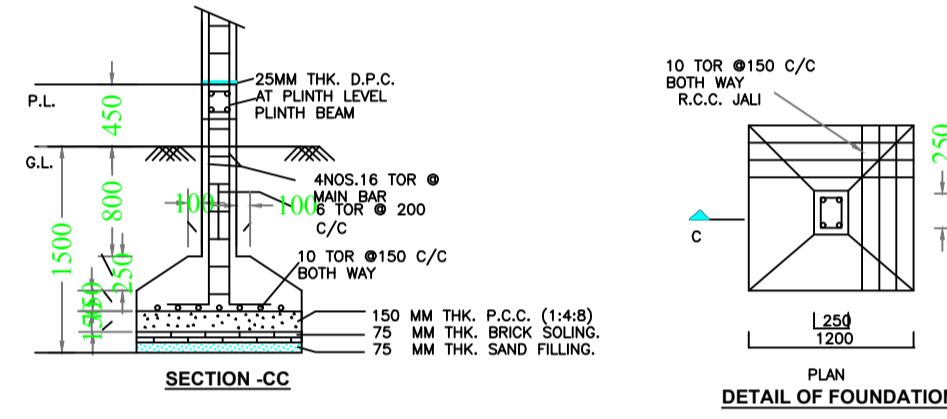 25MM THK. D.P.C.
AT PLINTH LEVEL
PLINTH BEAM
P.L.
450
G.L.
4NOS.16 TOR @
MAIN BAR
6 TOR @ 200
C/C
100
100
800
1500
250
10 TOR @150 C/C
BOTH WAY
150
150 MM THK. P.C.C. (1:4:8)
75 MM THK. BRICK SOLING.
75 MM THK. SAND FILLING.
SECTION -CC
10 TOR @150 C/C
BOTH WAY
R.C.C. JALI
250
C
250
1200
PLAN
DETAIL OF FOUNDATION